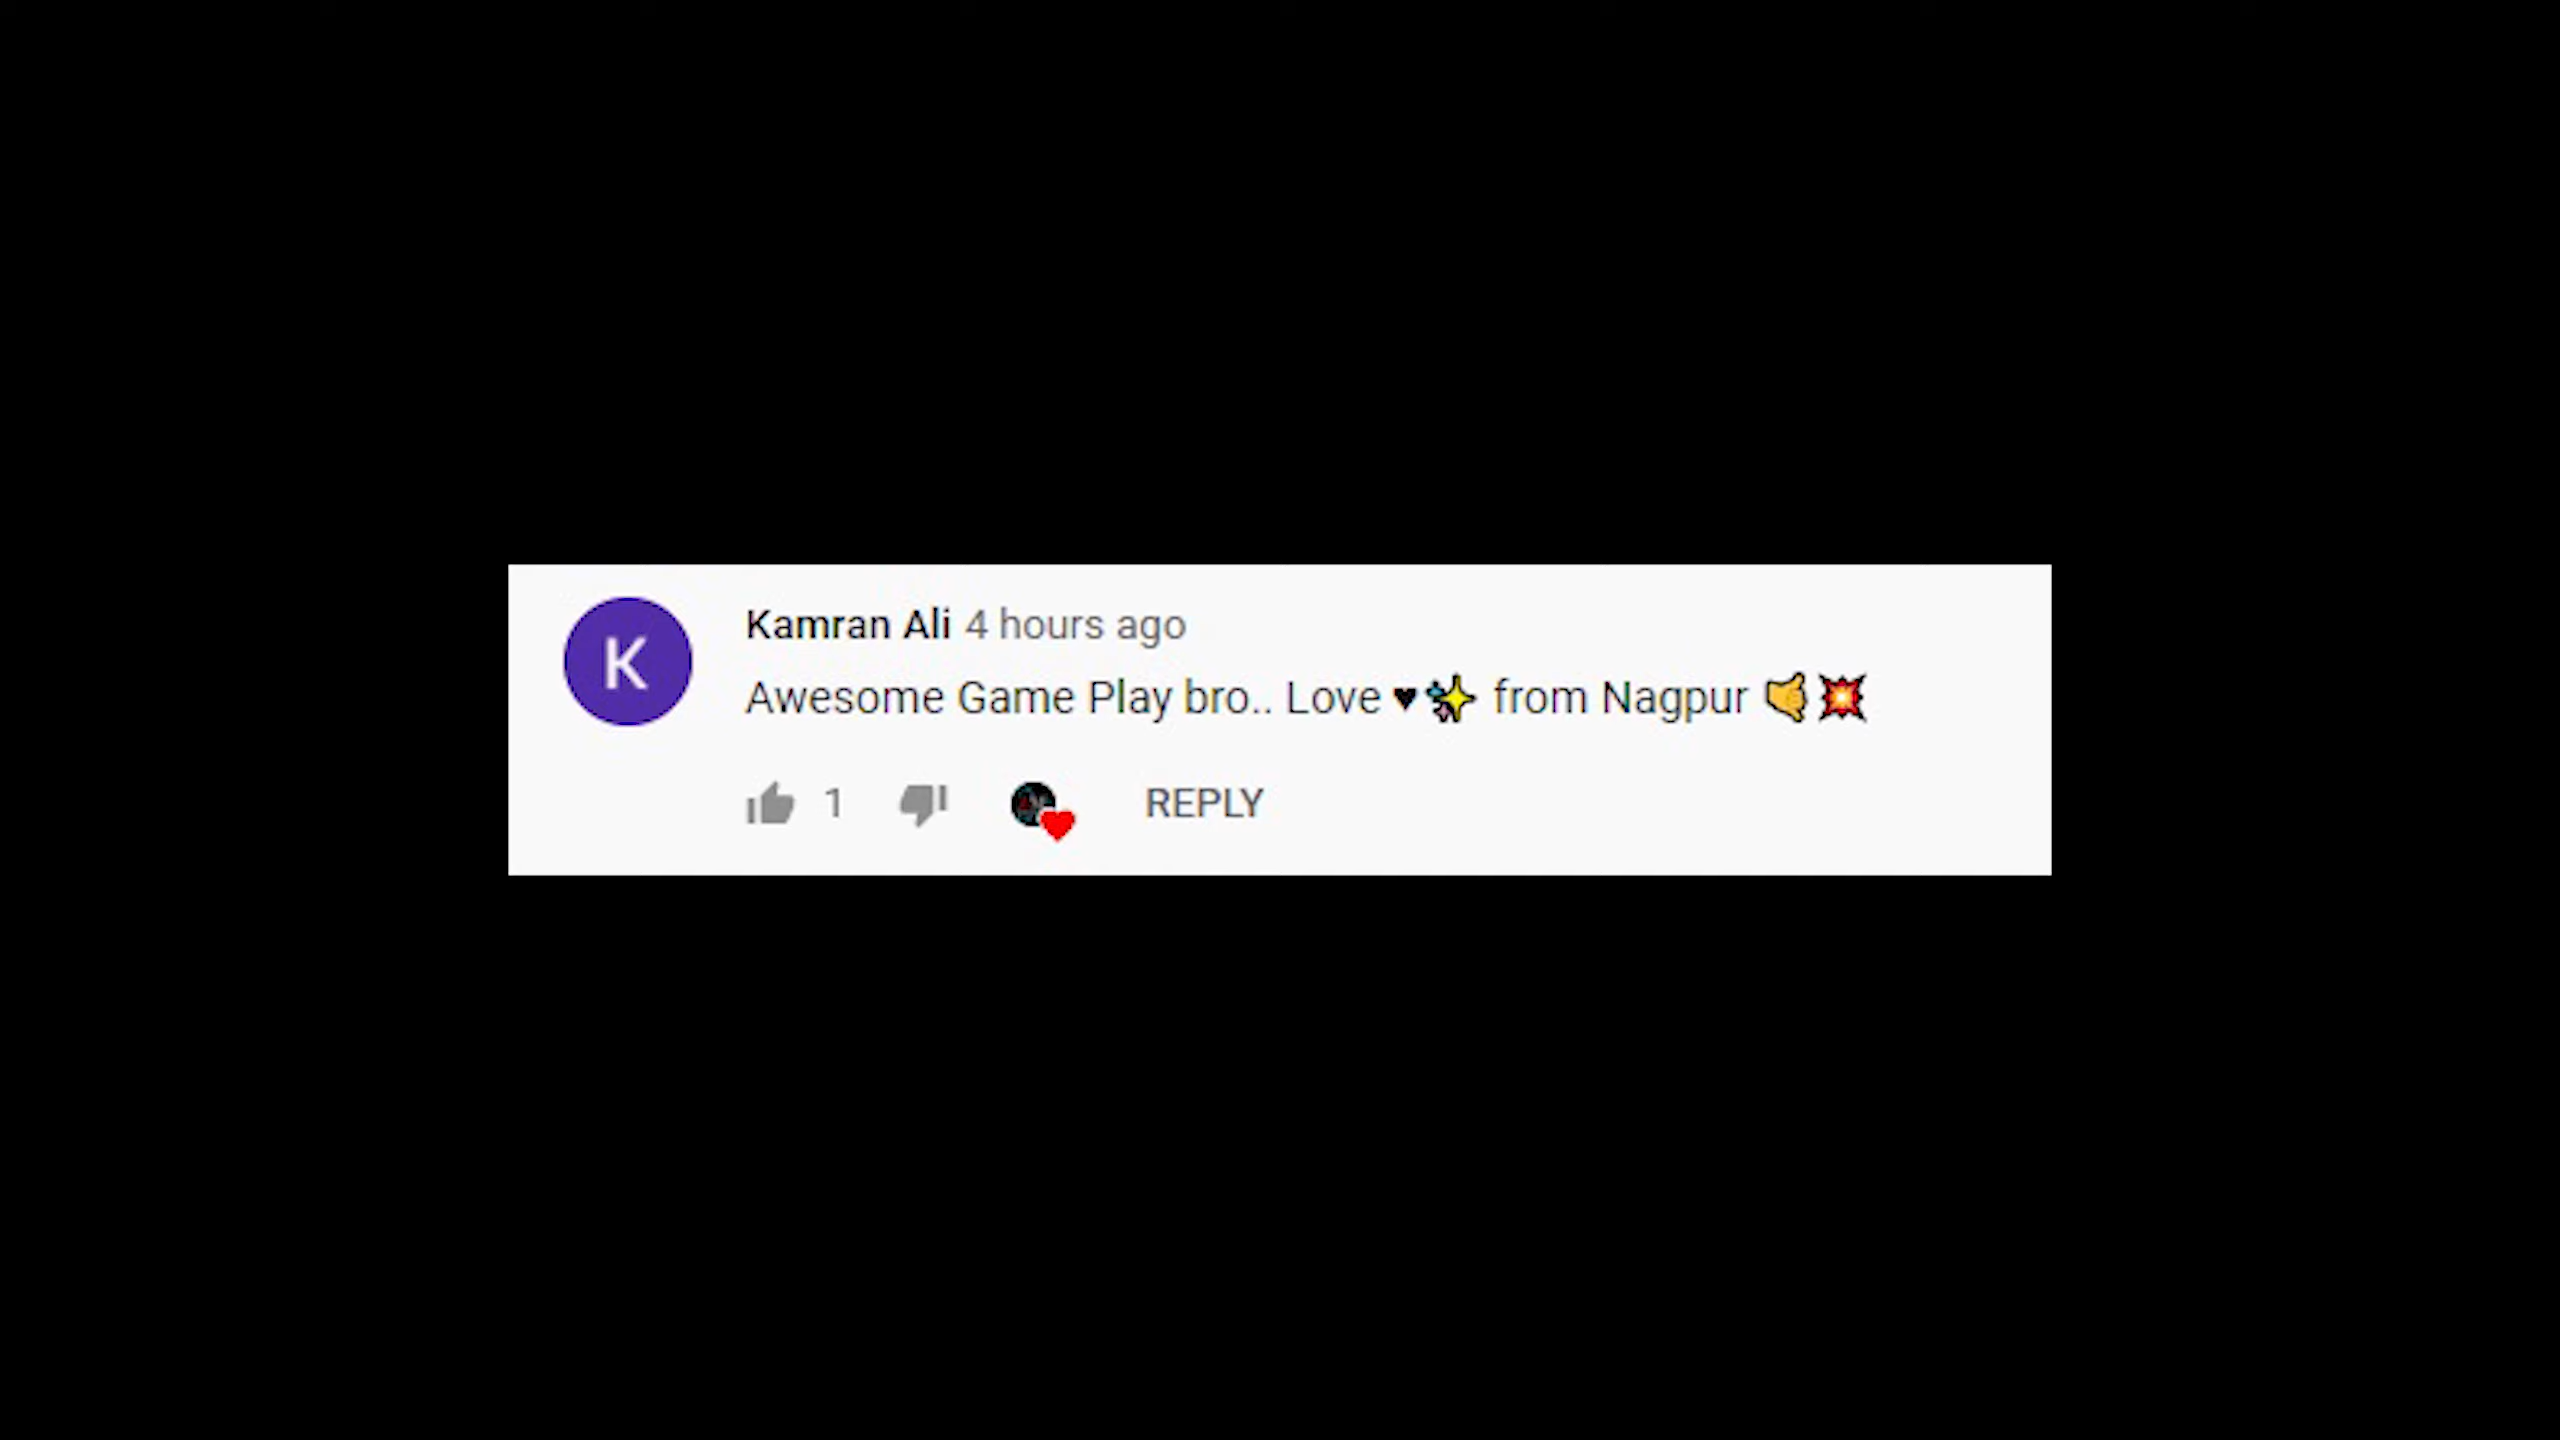 K
Kamran Ali 4 hours ago
Awesome Game Play bro.. Love ♥✨ from Nagpur 🤙💥
1 REPLY